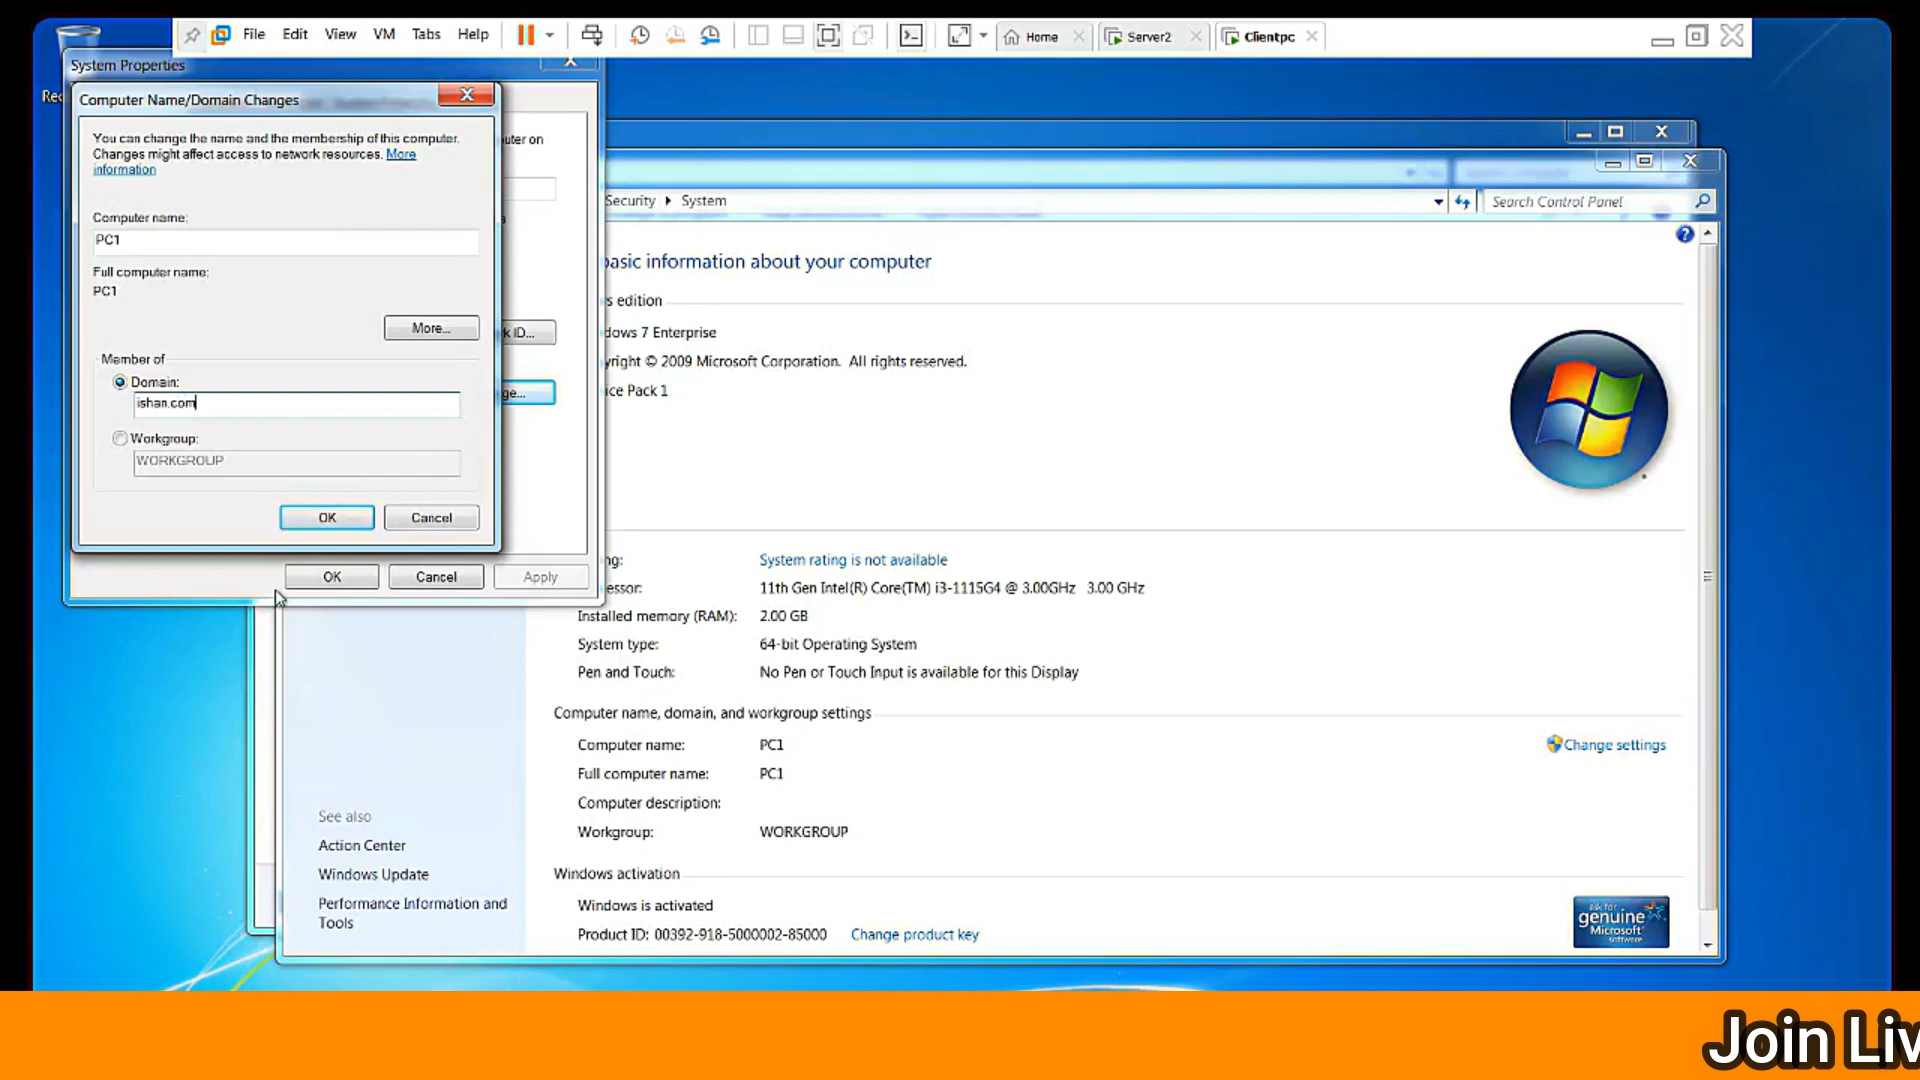 File Edit View VM Tabs Help
Home
Server2
Clientpc
System Properties
Computer Name/Domain Changes
You can change the name and the membership of this computer.
Changes might affect access to network resources. More
information
Computer name:
PC1
Full computer name:
PC1
More...
Member of
Domain:
ishan.com
Workgroup:
WORKGROUP
OK Cancel
OK Cancel Apply
Security System
Search Control Panel
basic information about your computer
s edition
dows 7 Enterprise
yright © 2009 Microsoft Corporation. All rights reserved.
ice Pack 1
ng: System rating is not available
essor: 11th Gen Intel(R) Core(TM) i3-1115G4 @ 3.00GHz 3.00 GHz
Installed memory (RAM): 2.00 GB
System type: 64-bit Operating System
Pen and Touch: No Pen or Touch Input is available for this Display
Computer name, domain, and workgroup settings
Computer name: PC1
Change settings
Full computer name: PC1
Computer description:
Workgroup: WORKGROUP
Windows activation
Windows is activated
Product ID: 00392-918-5000002-85000 Change product key
See also
Action Center
Windows Update
Performance Information and
Tools
ask for
genuine
Microsoft
software
Join Liv